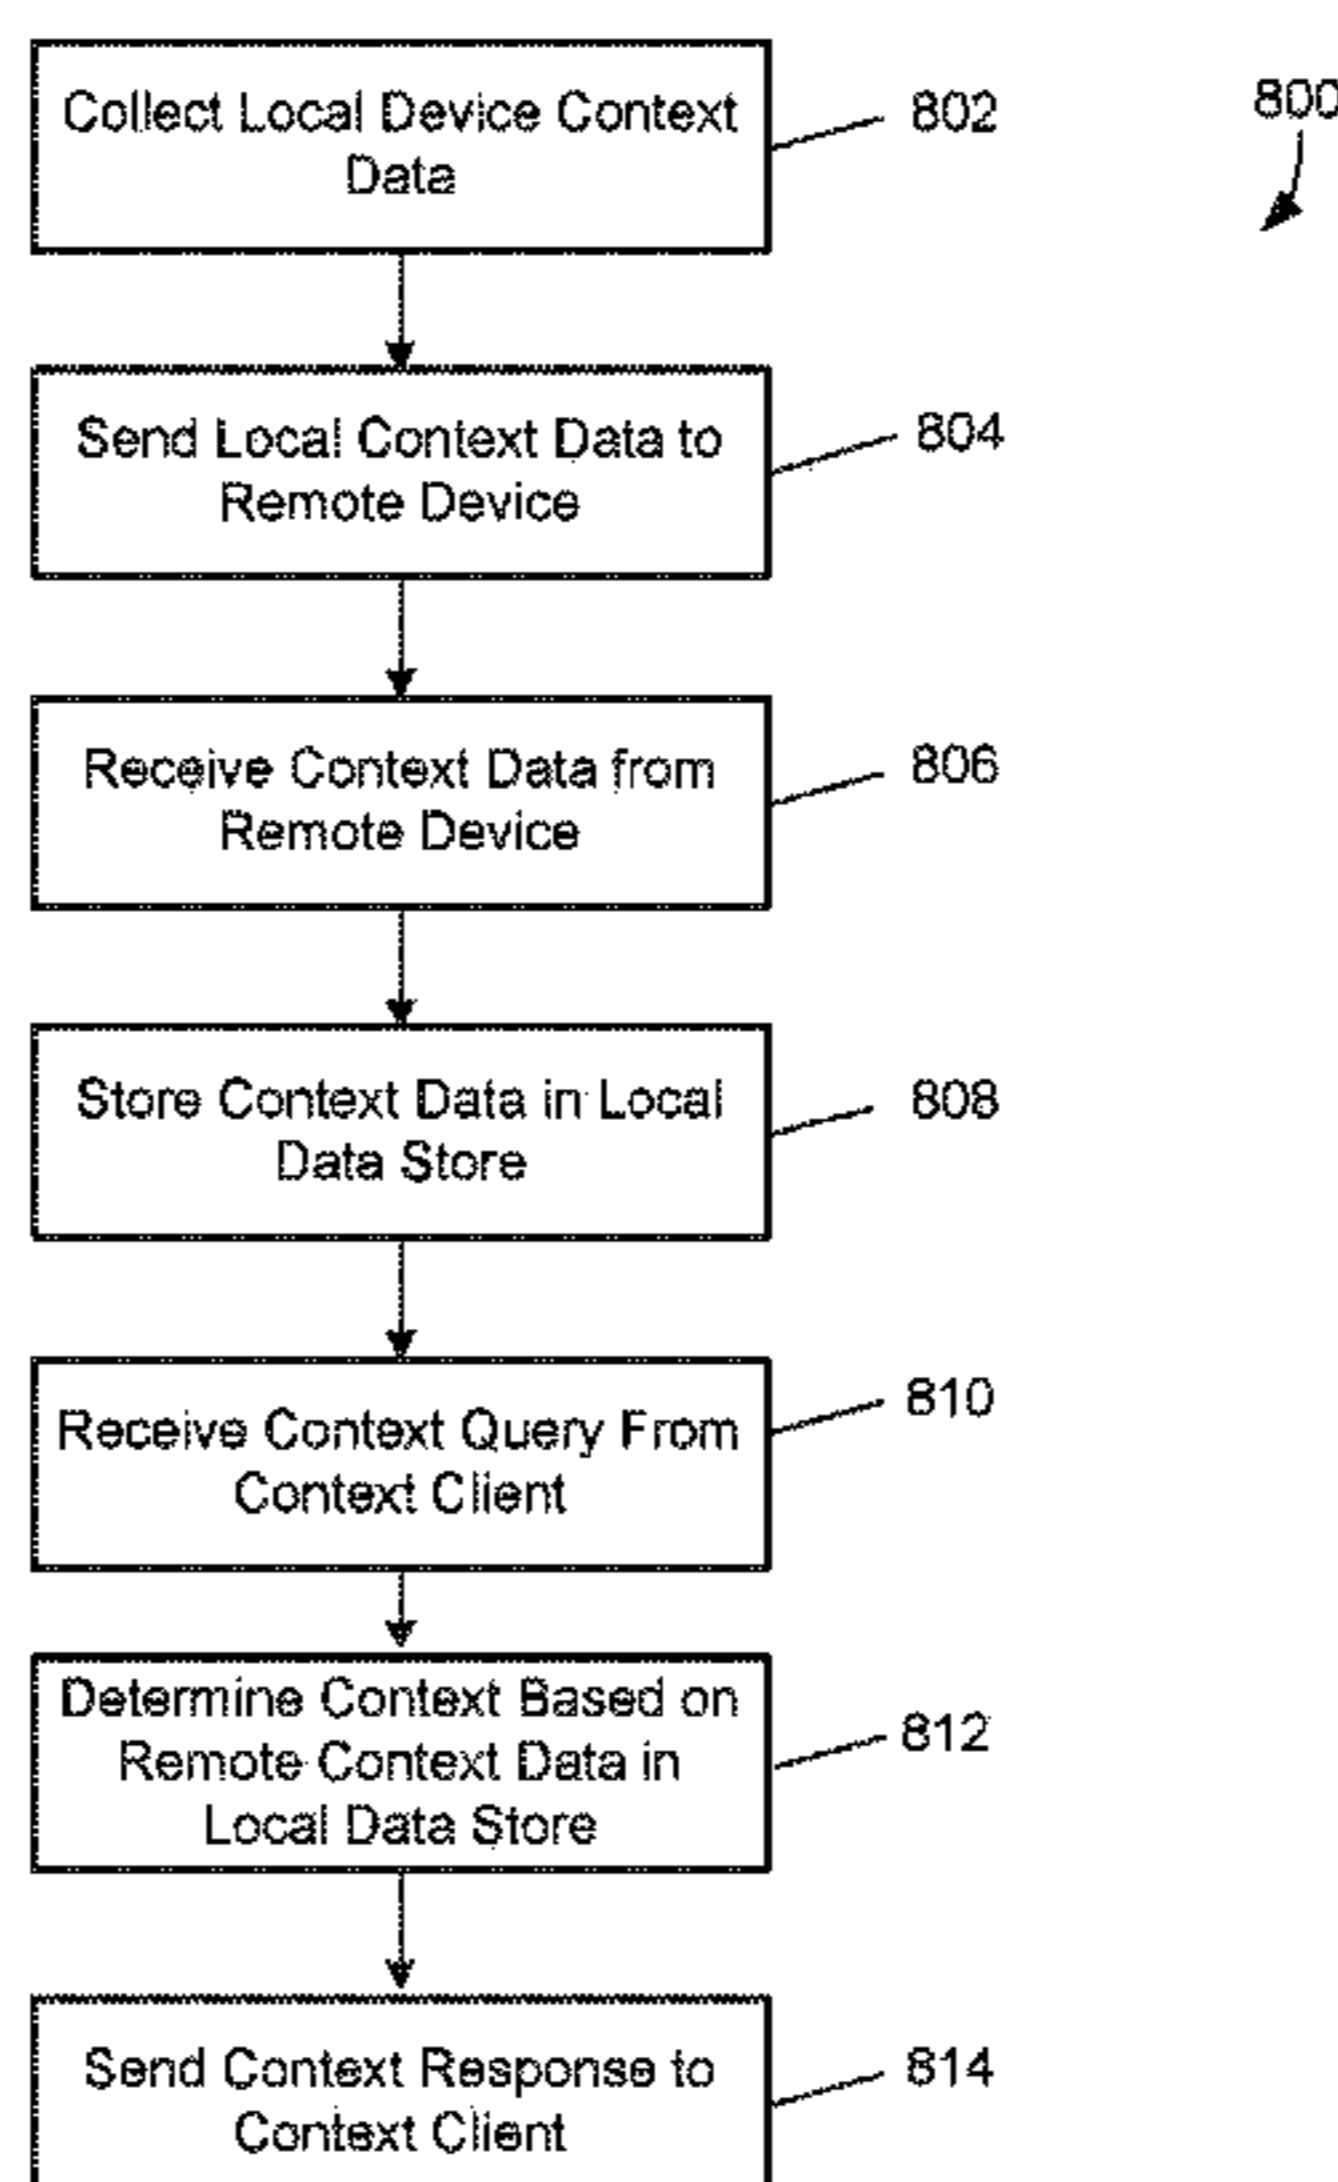 Collect Local Device Context
Data
802
800
Send Local Context Data to
Remote Device
804
Receive Context Data from
Remote Device
806
Store Context Data in Local
Data Store
808
Receive Context Query From
Context Client
810
Determine Context Based on
Remote Context Data in
Local Data Store
812
Send Context Response to
Context Client
814